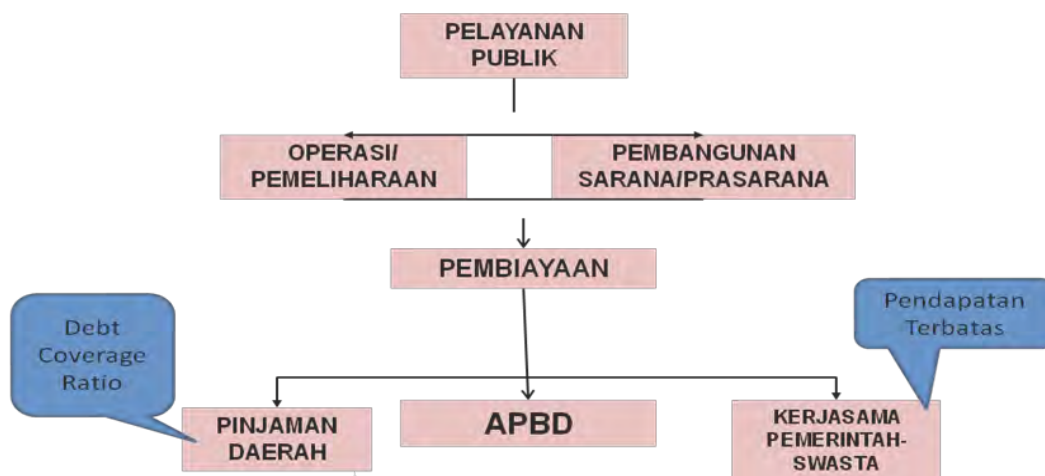 PELAYANAN
PUBLIK
OPERASI/
PEMELIHARAAN
PEMBANGUNAN
SARANA/PRASARANA
PEMBIAYAAN
Debt
Coverage
Ratio
Pendapatan
Terbatas
PINJAMAN
DAERAH
APBD
KERJASAMA
PEMERINTAH-
SWASTA